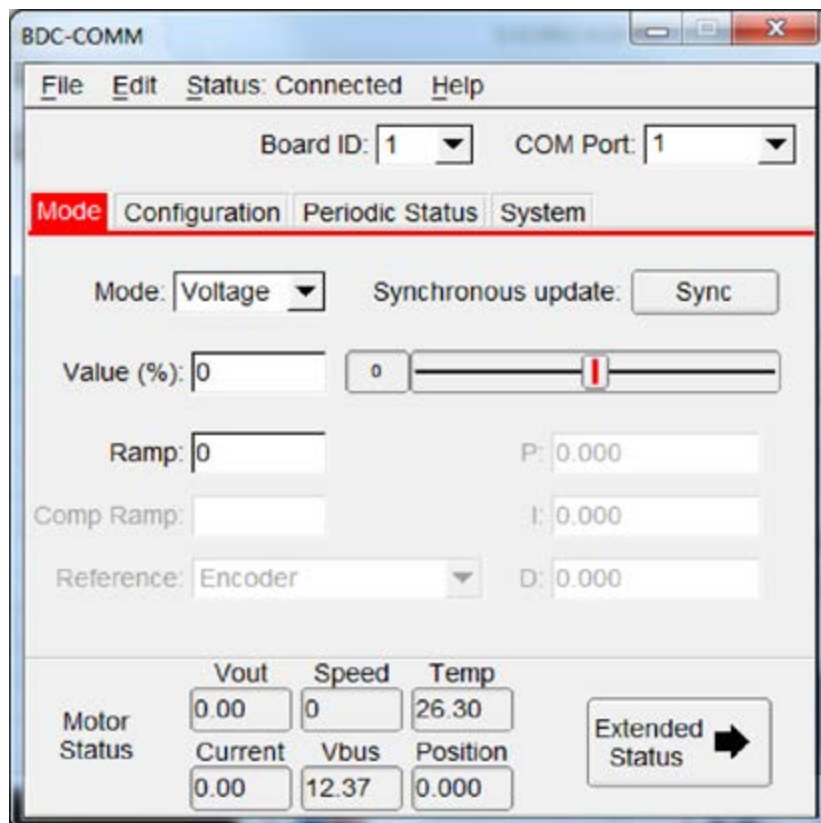 BDC-COMM
File Edit Status: Connected Help
Board ID: 1 COM Port: 1
Mode Configuration Periodic Status System
Mode: Voltage Synchronous update: Sync
Value (%): 0 0
Ramp: 0 P: 0.000
Comp Ramp: I: 0.000
Reference: Encoder D: 0.000
Vout Speed Temp
0.00 0 26.30
Motor
Status
Current Vbus Position
0.00 12.37 0.000
Extended
Status